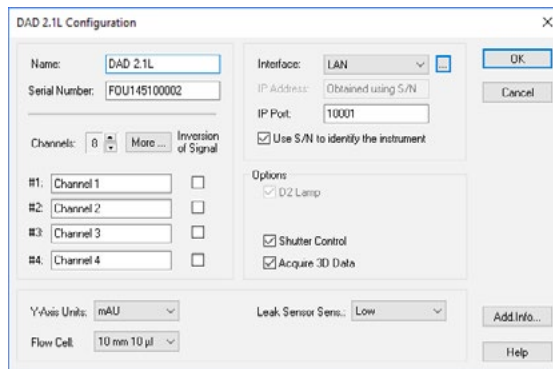 DAD 2.1L Configuration
Name: DAD 2.1L
Serial Number: FOU145100002
Channels: 8 More ... Inversion of Signal
#1: Channel 1
#2: Channel 2
#3: Channel 3
#4: Channel 4
Interface: LAN ...
IP Address: Obtained using S/N
IP Port: 10001
Use S/N to identify the instrument
Options
D2 Lamp
Shutter Control
Acquire 3D Data
Y-Axis Units: mAU
Flow Cell: 10 mm 10 µl
Leak Sensor Sens.: Low
OK
Cancel
Add.Info...
Help